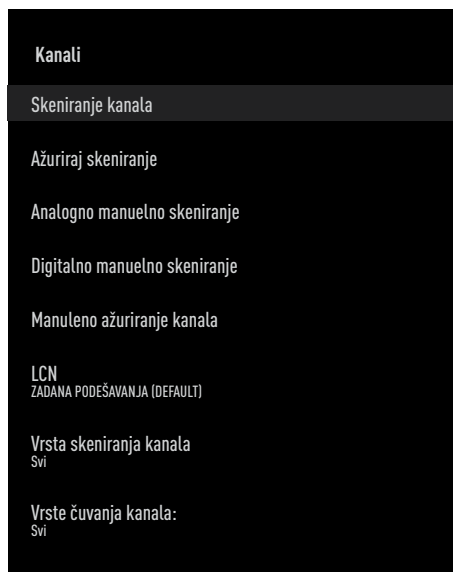 Kanali
Skeniranje kanala
Ažuriraj skeniranje
Analogno manuelno skeniranje
Digitalno manuelno skeniranje
Manuleno ažuriranje kanala
LCN
ZADANA PODEŠAVANJA (DEFAULT)
Vrsta skeniranja kanala
Svi
Vrste čuvanja kanala:
Svi